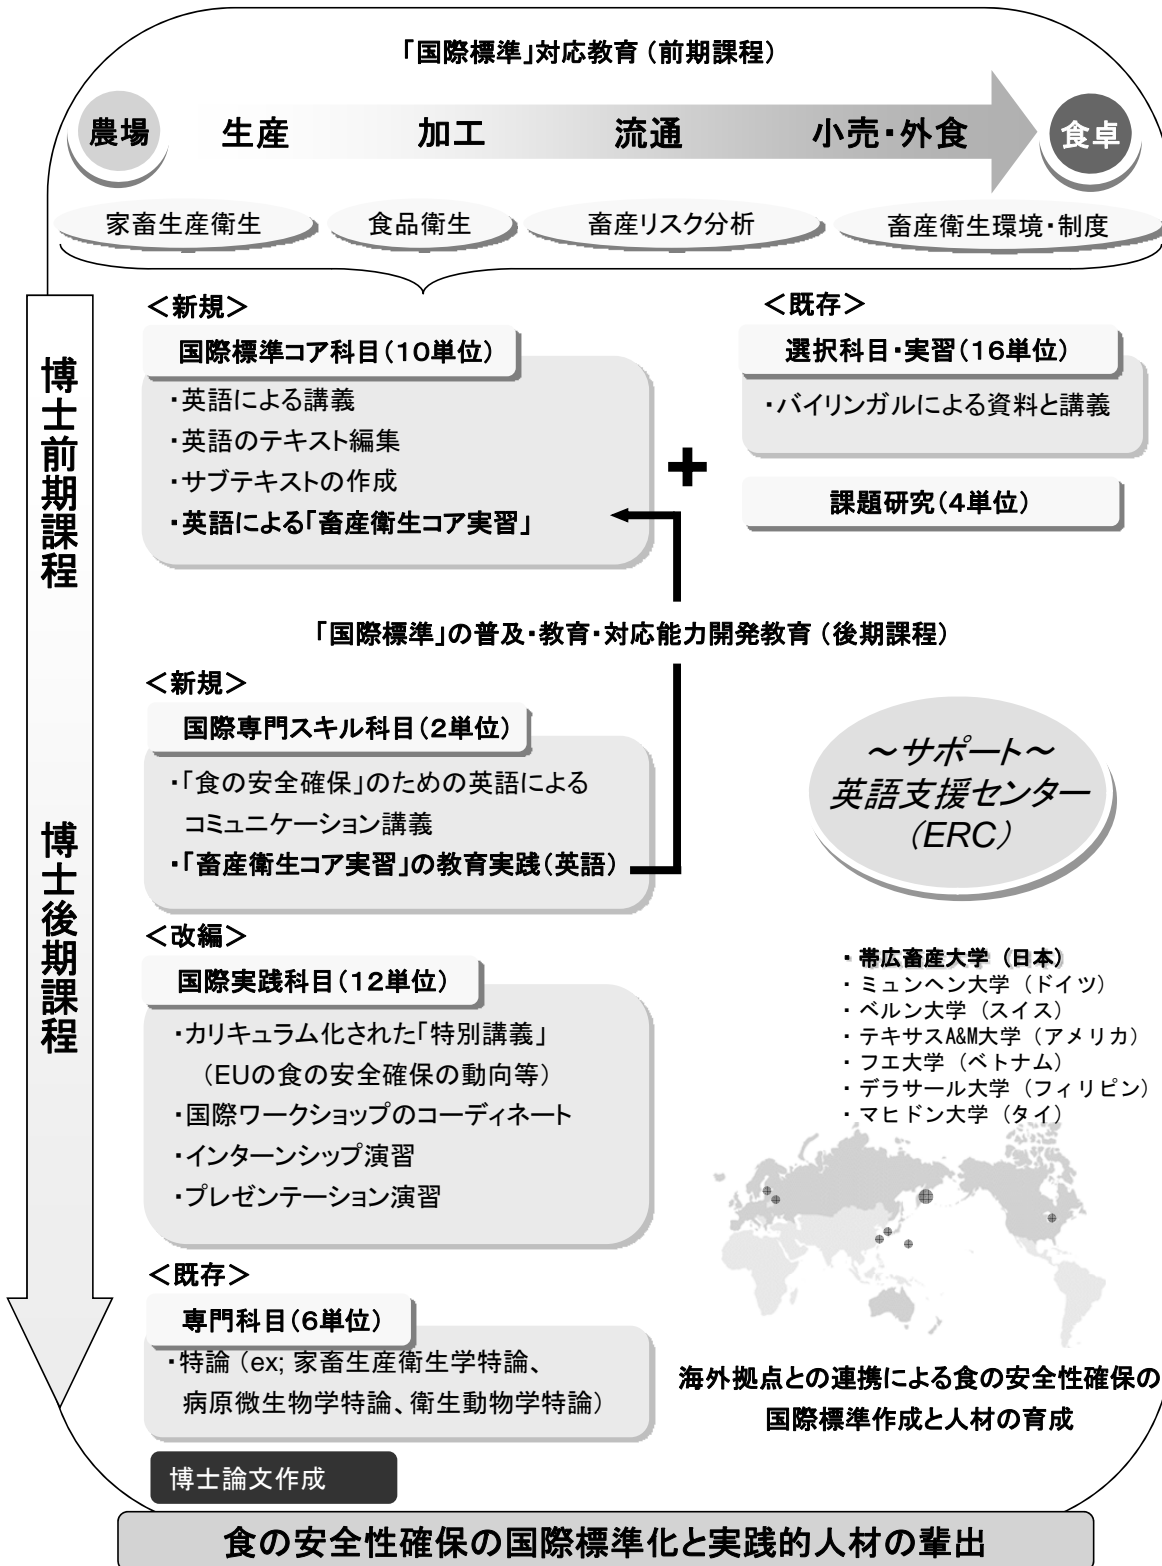 「国際標準」対応教育（前期課程）
農場
生産
加工
流通
小売・外食
食卓
家畜生産衛生
食品衛生
畜産リスク分析
畜産衛生環境・制度
博士前期課程
＜新規＞
国際標準コア科目（10単位）
・英語による講義
・英語のテキスト編集
・サブテキストの作成
・英語による「畜産衛生コア実習」
＋
＜既存＞
選択科目・実習（16単位）
・バイリンガルによる資料と講義
課題研究（4単位）
「国際標準」の普及・教育・対応能力開発教育（後期課程）
博士後期課程
＜新規＞
国際専門スキル科目（2単位）
・「食の安全確保」のための英語による
コミュニケーション講義
・「畜産衛生コア実習」の教育実践（英語）
～サポート～
英語支援センター
（ERC）
＜改編＞
国際実践科目（12単位）
・カリキュラム化された「特別講義」
（EUの食の安全確保の動向等）
・国際ワークショップのコーディネート
・インターンシップ演習
・プレゼンテーション演習
・帯広畜産大学（日本）
・ミュンヘン大学（ドイツ）
・ベルン大学（スイス）
・テキサスA&M大学（アメリカ）
・フエ大学（ベトナム）
・デラサール大学（フィリピン）
・マヒドン大学（タイ）
＜既存＞
専門科目（6単位）
・特論（ex; 家畜生産衛生学特論、
病原微生物学特論、衛生動物学特論）
海外拠点との連携による食の安全性確保の
国際標準作成と人材の育成
博士論文作成
食の安全性確保の国際標準化と実践的人材の輩出